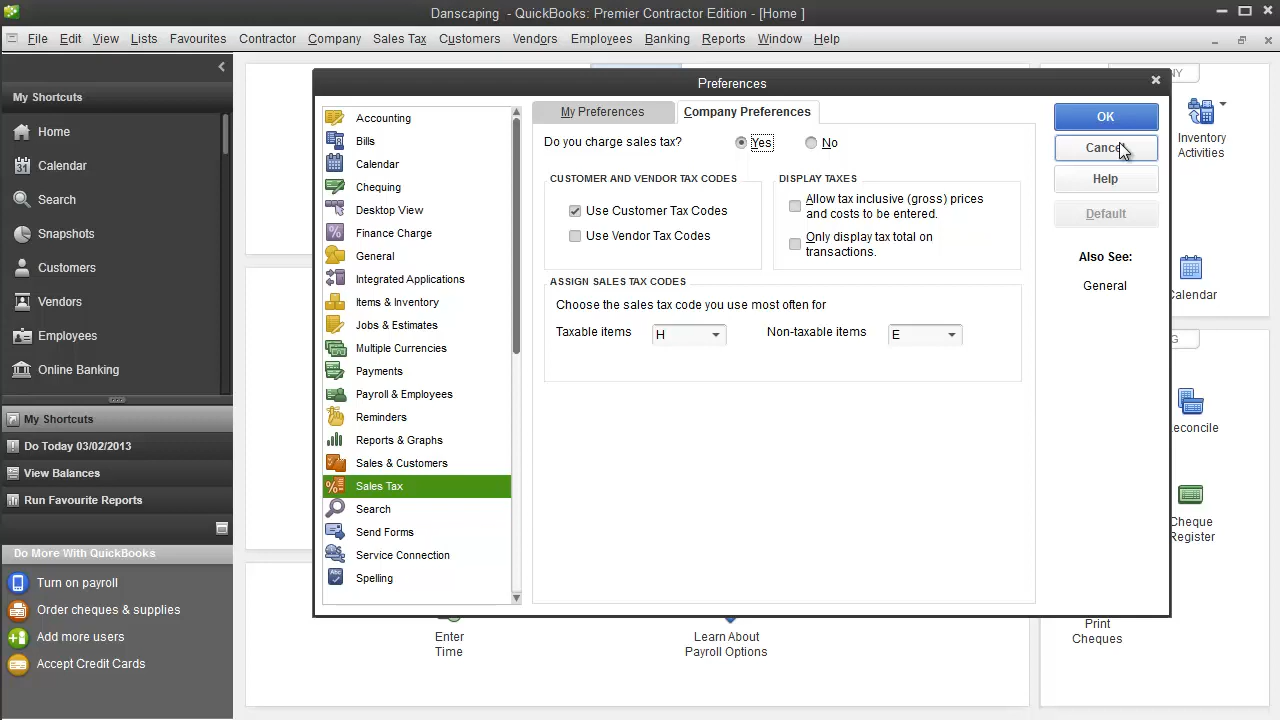 Danscaping - QuickBooks: Premier Contractor Edition - [Home ]
File Edit View Lists Favourites Contractor Company Sales Tax Customers Vendors Employees Banking Reports Window Help
My Shortcuts
Home
Calendar
Search
Snapshots
Customers
Vendors
Employees
Online Banking
My Shortcuts
Do Today 03/02/2013
View Balances
Run Favourite Reports
Do More With QuickBooks
Turn on payroll
Order cheques & supplies
Add more users
Accept Credit Cards
Preferences
Accounting
Bills
Calendar
Chequing
Desktop View
Finance Charge
General
Integrated Applications
Items & Inventory
Jobs & Estimates
Multiple Currencies
Payments
Payroll & Employees
Reminders
Reports & Graphs
Sales & Customers
Sales Tax
Search
Send Forms
Service Connection
Spelling
My Preferences
Company Preferences
Do you charge sales tax? Yes No
CUSTOMER AND VENDOR TAX CODES
Use Customer Tax Codes
Use Vendor Tax Codes
DISPLAY TAXES
Allow tax inclusive (gross) prices
and costs to be entered.
Only display tax total on
transactions.
ASSIGN SALES TAX CODES
Choose the sales tax code you use most often for
Taxable items H Non-taxable items E
OK
Cancel
Help
Default
Also See:
General
NY
Inventory
Activities
Calendar
G
Reconcile
Cheque
Register
Print
Cheques
Enter
Time
Learn About
Payroll Options